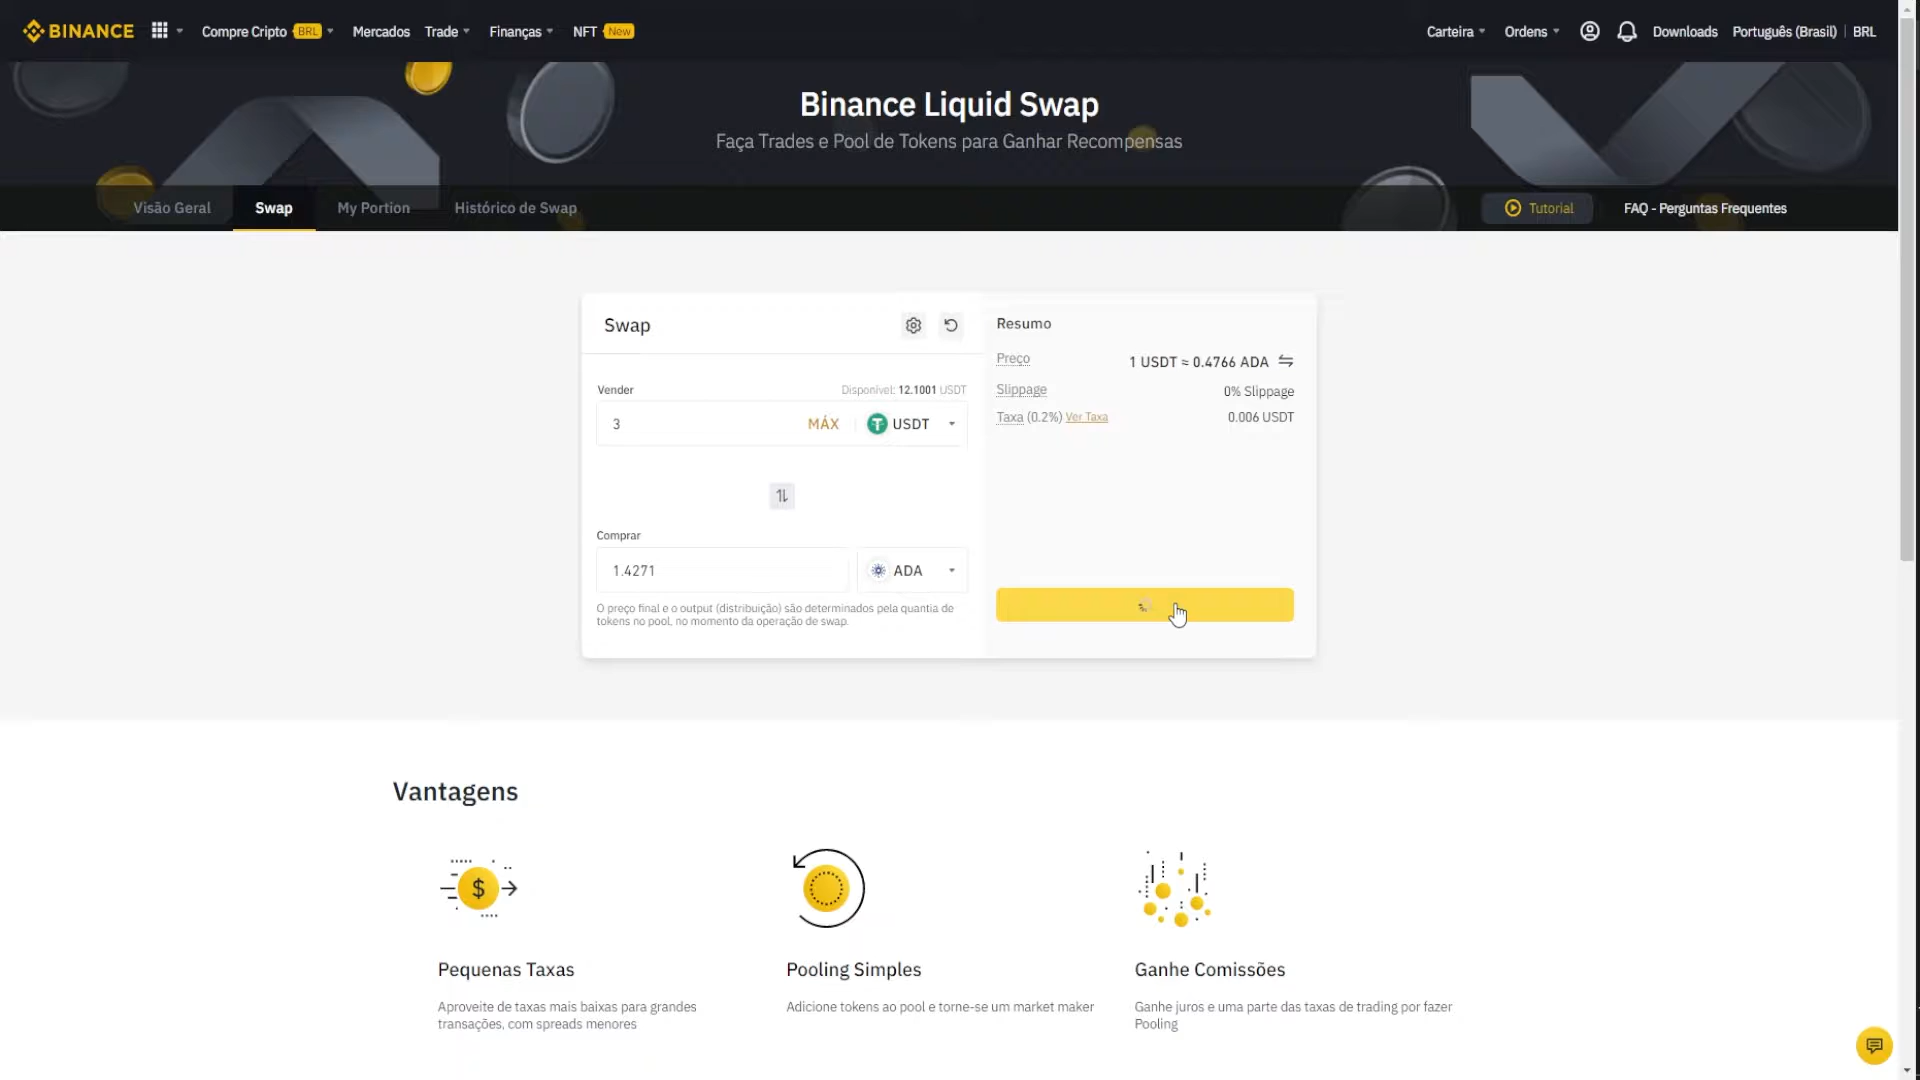 BINANCE
Compre Cripto BRL
Mercados
Trade
Finanças
NFT New
Carteira
Ordens
Downloads
Português (Brasil)
BRL
Binance Liquid Swap
Faça Trades e Pool de Tokens para Ganhar Recompensas
Visão Geral
Swap
My Portion
Histórico de Swap
Tutorial
FAQ - Perguntas Frequentes
Swap
Vender
Disponível: 12.1001 USDT
3
MÁX
USDT
Comprar
1.4271
ADA
O preço final e o output (distribuição) são determinados pela quantia de
tokens no pool, no momento da operação de swap.
Resumo
Preço
1 USDT ≈ 0.4766 ADA
Slippage
0% Slippage
Taxa (0.2%) Ver Taxa
0.006 USDT
Vantagens
$
Pequenas Taxas
Aproveite de taxas mais baixas para grandes
transações, com spreads menores
Pooling Simples
Adicione tokens ao pool e torne-se um market maker
Ganhe Comissões
Ganhe juros e uma parte das taxas de trading por fazer
Pooling